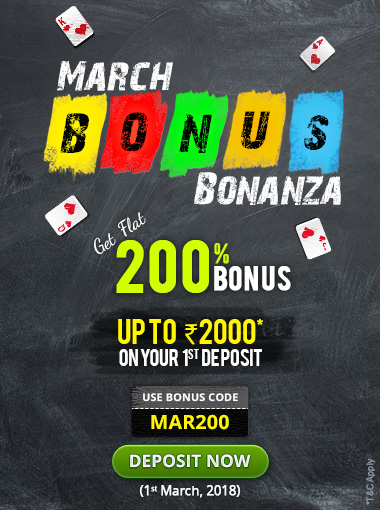 MARCH
BONUS
BONANZA
Get Flat
200% BONUS
UP TO ₹2000*
ON YOUR 1ST DEPOSIT
USE BONUS CODE
MAR200
DEPOSIT NOW
(1st March, 2018)
*T&C Apply